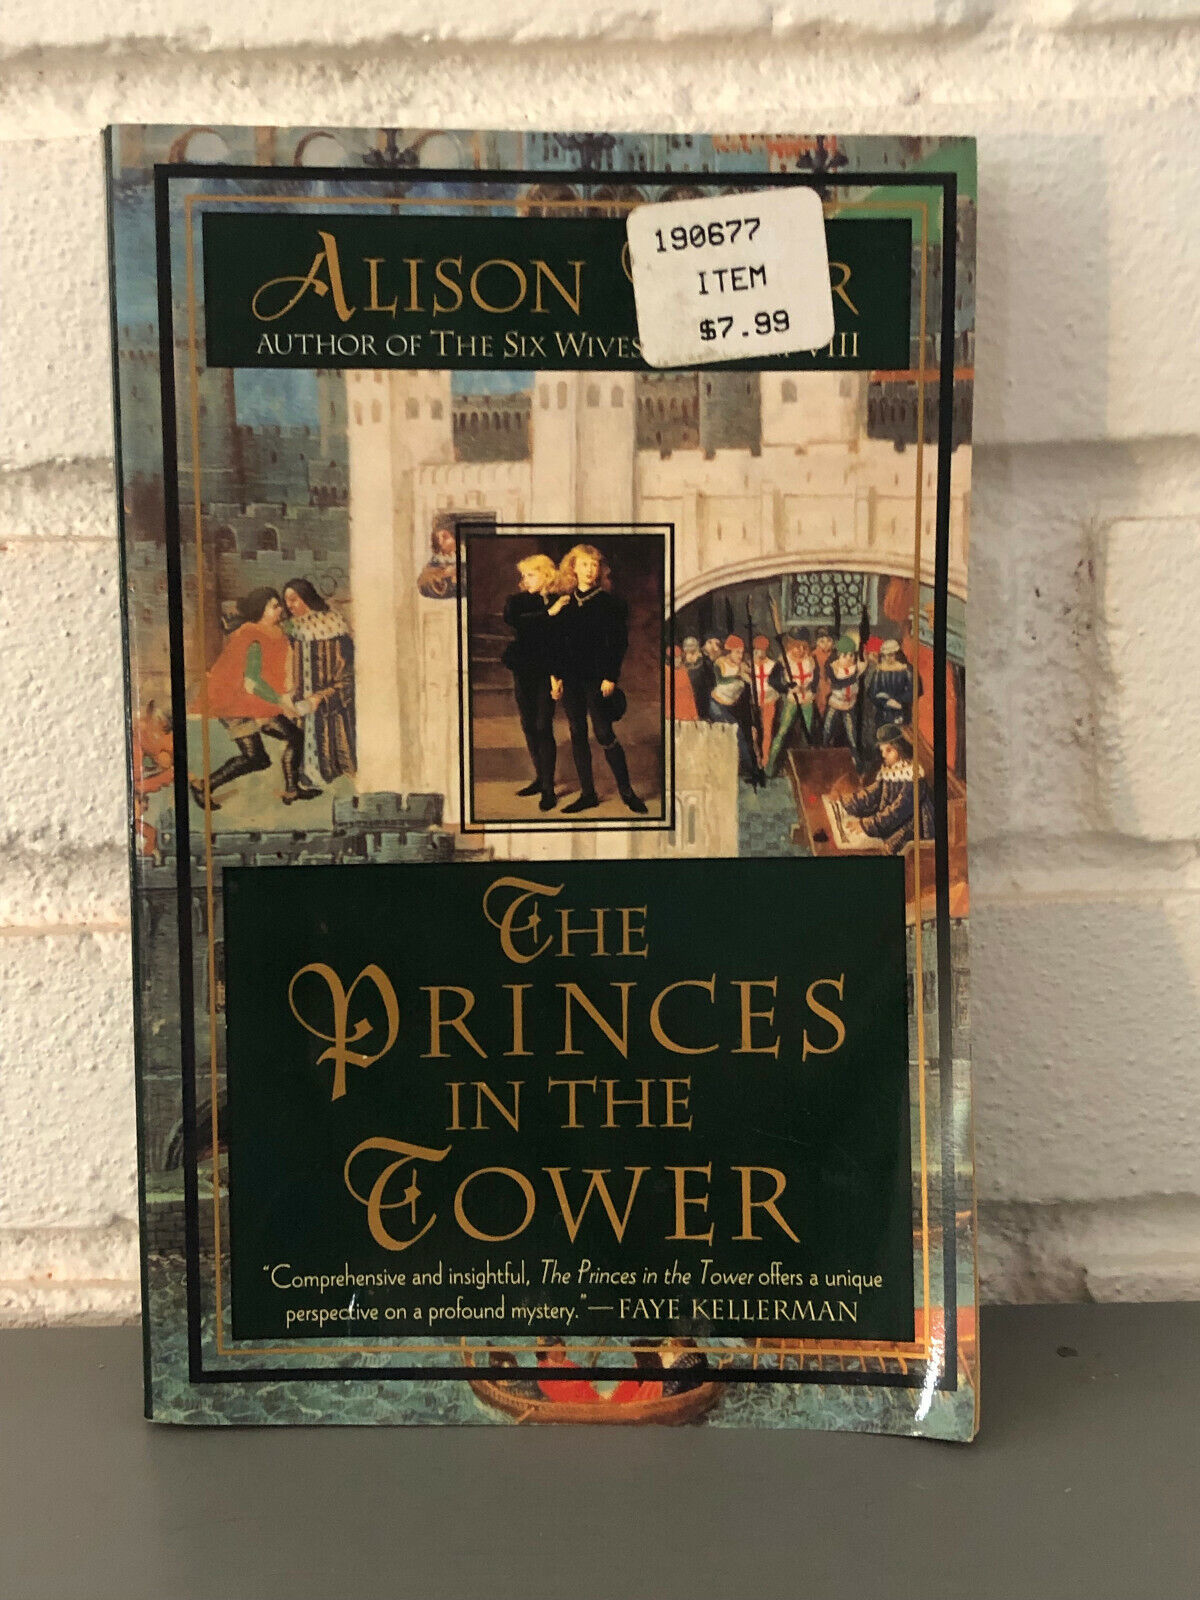 190677
ITEM
$7.99
ALISON
AUTHOR OF THE SIX WIVES VIII
THE
PRINCES
IN THE
TOWER
“Comprehensive and insightful, The Princes in the Tower offers a unique
perspective on a profound mystery.”—FAYE KELLERMAN